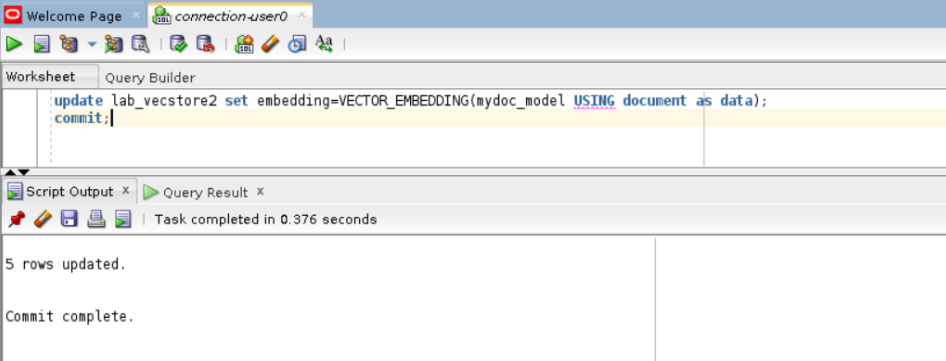 Welcome Page
connection-user0
Worksheet
Query Builder
update lab_vecstore2 set embedding=VECTOR_EMBEDDING(mydoc_model USING document as data);
commit;
Script Output x
Query Result x
Task completed in 0.376 seconds
5 rows updated.
Commit complete.